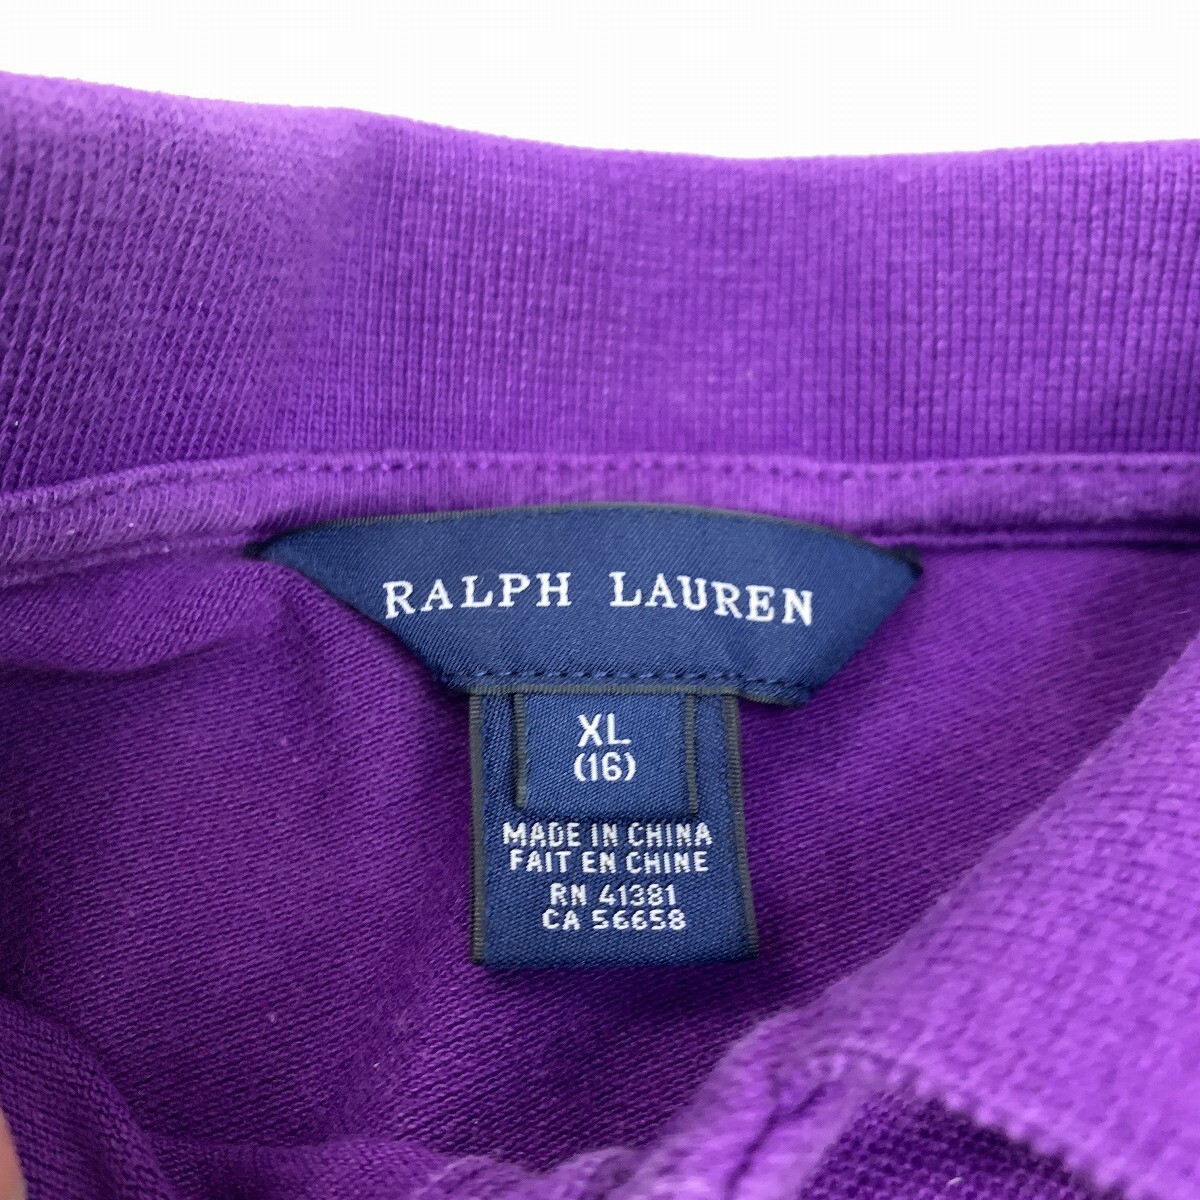 RALPH LAUREN
XL
(16)
MADE IN CHINA
FAIT EN CHINE
RN 41381
CA 56658